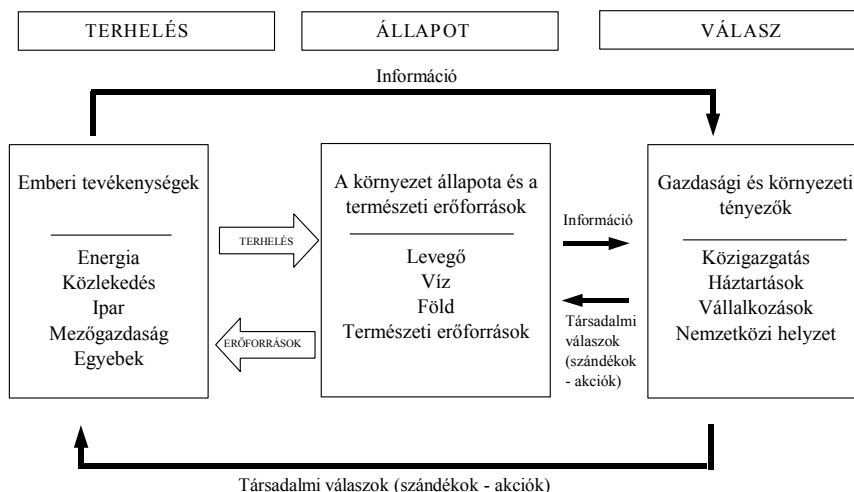 TERHELÉS
ÁLLAPOT
VÁLASZ
Információ
Emberi tevékenységek
Energia
Közlekedés
Ipar
Mezőgazdaság
Egyebek
TERHELÉS
ERŐFORRÁSOK
A környezet állapota és a
természeti erőforrások
Levegő
Víz
Föld
Természeti erőforrások
Információ
Társadalmi
válaszok
(szándékok
- akciók)
Gazdasági és környezeti
tényezők
Közigazgatás
Háztartások
Vállalkozások
Nemzetközi helyzet
Társadalmi válaszok (szándékok - akciók)